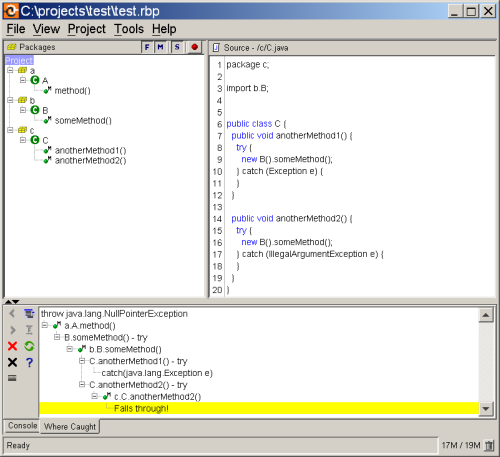 C:\projects\test\test.rbp
File View Project Tools Help
Packages
F M S
Source - /c/C.java
Project
a
C A
M method()
b
C B
M someMethod()
c
C C
M anotherMethod1()
M anotherMethod2()
1 package c;
2
3 import b.B;
4
5
6 public class C {
7 public void anotherMethod1() {
8 try {
9 new B().someMethod();
10 } catch (Exception e) {
11 }
12 }
13
14 public void anotherMethod2() {
15 try {
16 new B().someMethod();
17 } catch (IllegalArgumentException e) {
18 }
19 }
20 }
throw java.lang.NullPointerException
M a.A.method()
B.someMethod() - try
M b.B.someMethod()
C.anotherMethod1() - try
catch(java.lang.Exception e)
C.anotherMethod2() - try
M c.C.anotherMethod2()
Falls through!
Console Where Caught
Ready
17M / 19M